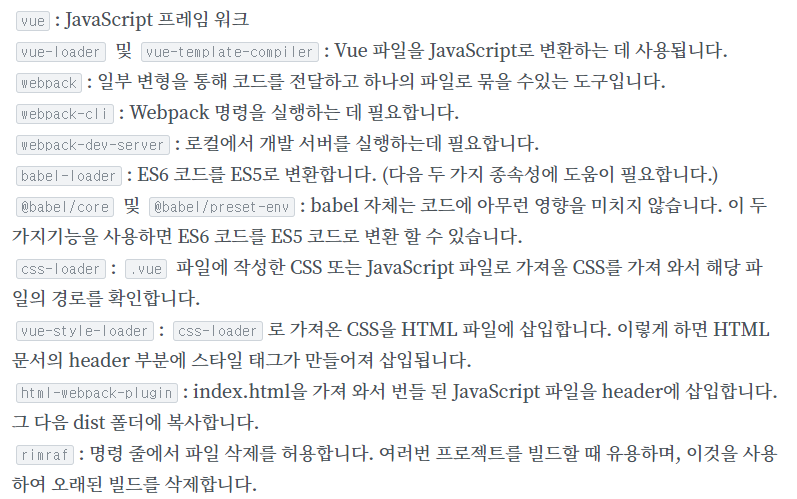 vue : JavaScript 프레임 워크
vue-loader 및 vue-template-compiler : Vue 파일을 JavaScript로 변환하는 데 사용됩니다.
webpack : 일부 변형을 통해 코드를 전달하고 하나의 파일로 묶을 수있는 도구입니다.
webpack-cli : Webpack 명령을 실행하는 데 필요합니다.
webpack-dev-server : 로컬에서 개발 서버를 실행하는데 필요합니다.
babel-loader : ES6 코드를 ES5로 변환합니다. (다음 두 가지 종속성에 도움이 필요합니다.)
@babel/core 및 @babel/preset-env : babel 자체는 코드에 아무런 영향을 미치지 않습니다. 이 두
가지기능을 사용하면 ES6 코드를 ES5 코드로 변환 할 수 있습니다.
css-loader : .vue 파일에 작성한 CSS 또는 JavaScript 파일로 가져올 CSS를 가져 와서 해당 파
일의 경로를 확인합니다.
vue-style-loader : css-loader 로 가져온 CSS을 HTML 파일에 삽입합니다. 이렇게 하면 HTML
문서의 header 부분에 스타일 태그가 만들어져 삽입됩니다.
html-webpack-plugin : index.html을 가져 와서 번들 된 JavaScript 파일을 header에 삽입합니다.
그 다음 dist 폴더에 복사합니다.
rimraf : 명령 줄에서 파일 삭제를 허용합니다. 여러번 프로젝트를 빌드할 때 유용하며, 이것을 사용
하여 오래된 빌드를 삭제합니다.